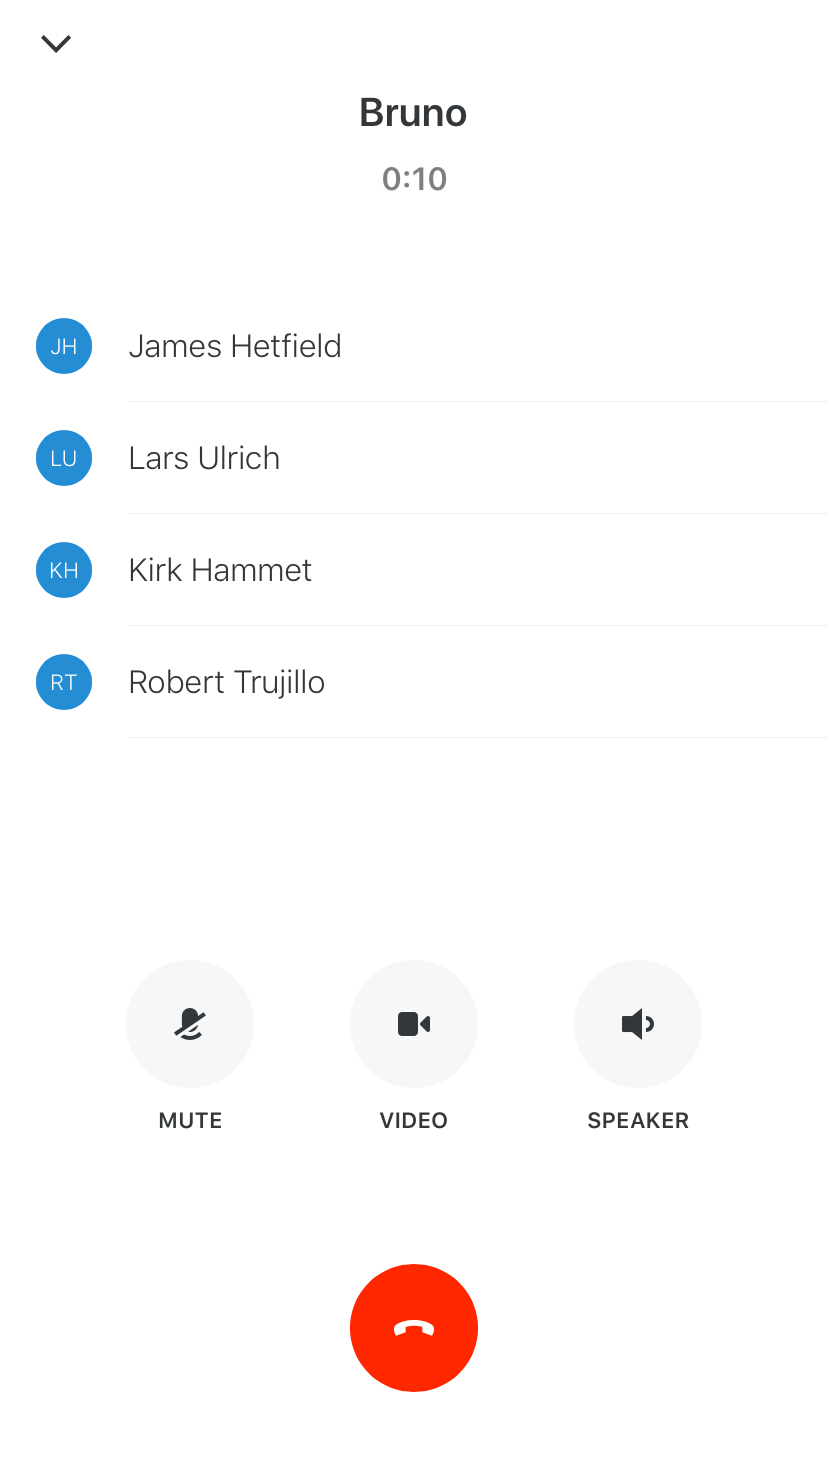 Bruno
0:10
JH James Hetfield
LU Lars Ulrich
KH Kirk Hammet
RT Robert Trujillo
MUTE VIDEO SPEAKER